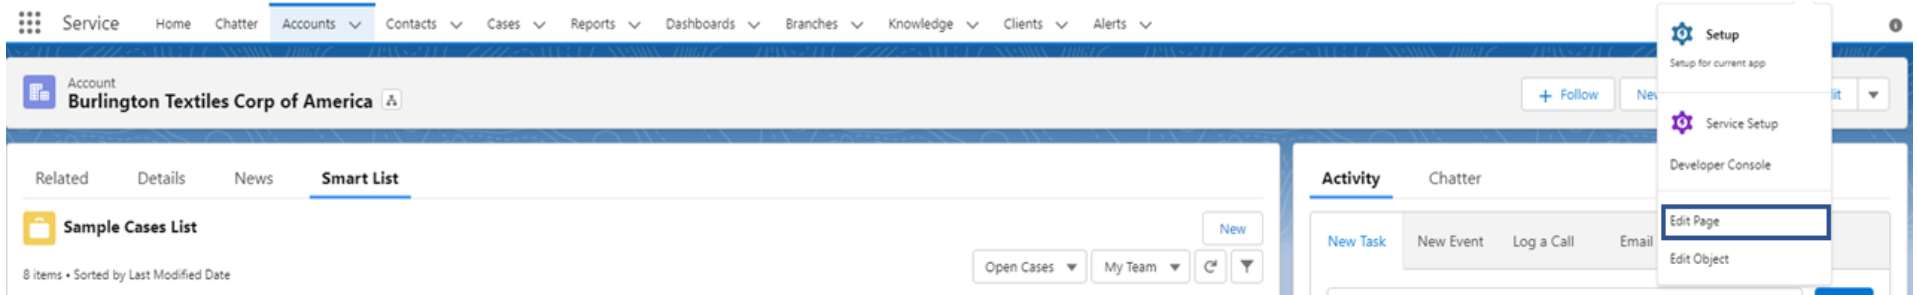 Service Home Chatter Accounts Contacts Cases Reports Dashboards Branches Knowledge Clients Alerts
Setup
Setup for current app
Account
Burlington Textiles Corp of America
+ Follow
Service Setup
Developer Console
Edit Page
Edit Object
Related Details News Smart List
Sample Cases List
New
8 items • Sorted by Last Modified Date
Open Cases My Team
Activity Chatter
New Task New Event Log a Call Email